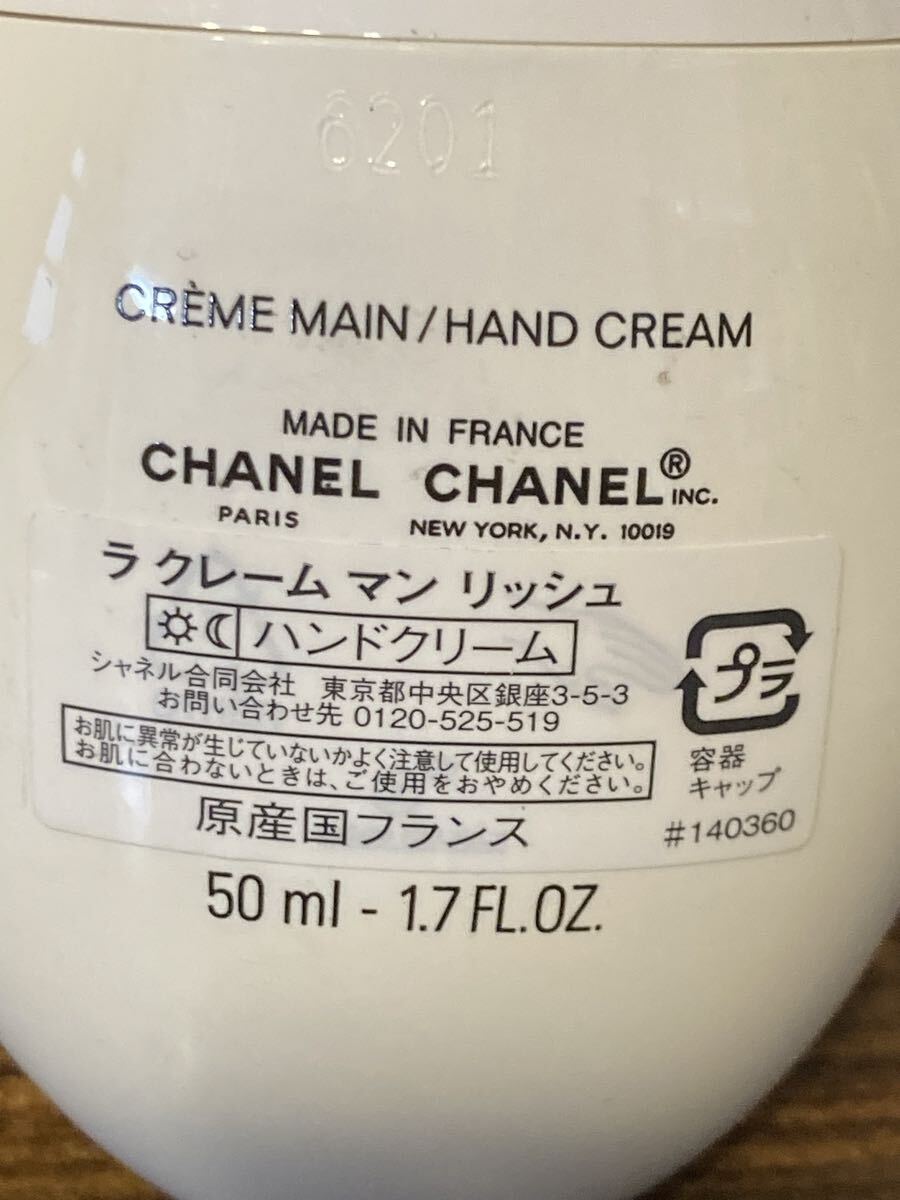 6201
CRÈME MAIN/HAND CREAM
MADE IN FRANCE
CHANEL CHANEL® INC.
PARIS NEW YORK, N.Y. 10019
ラ クレーム マン リッシュ
ハンドクリーム
シャネル合同会社 東京都中央区銀座3-5-3
お問い合わせ先 0120-525-519
お肌に異常が生じていないかよく注意して使用してください。
お肌に合わないときは、ご使用をおやめください。
原産国フランス
プラ
容器
キャップ
#140360
50 ml - 1.7 FL.OZ.